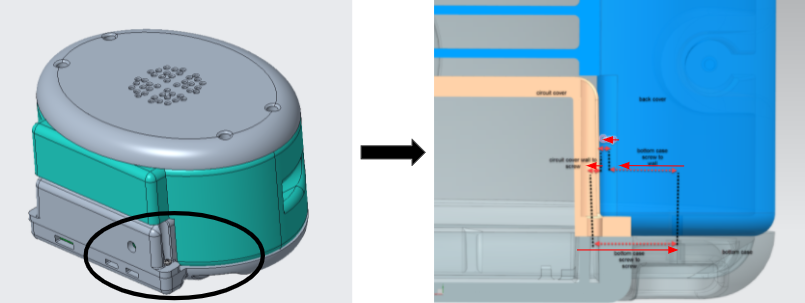 circuit cover
back cover
circuit cover wall to
screw
bottom case
screw to
wall
bottom case
screw to
screw
bottom case